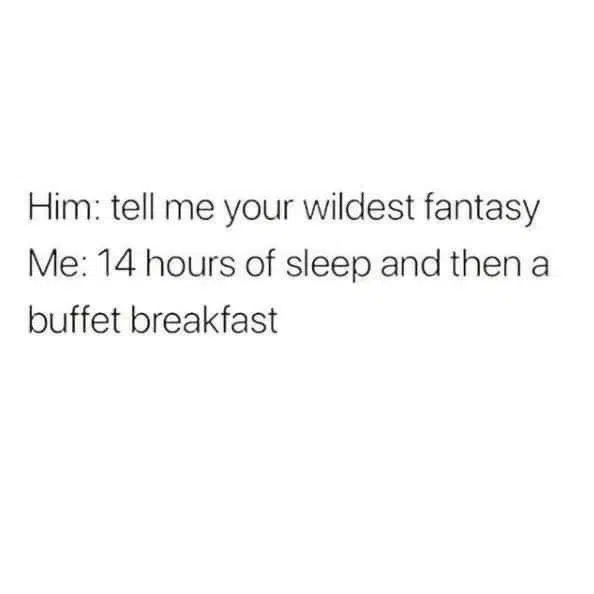 Him: tell me your wildest fantasy
Me: 14 hours of sleep and then a
buffet breakfast